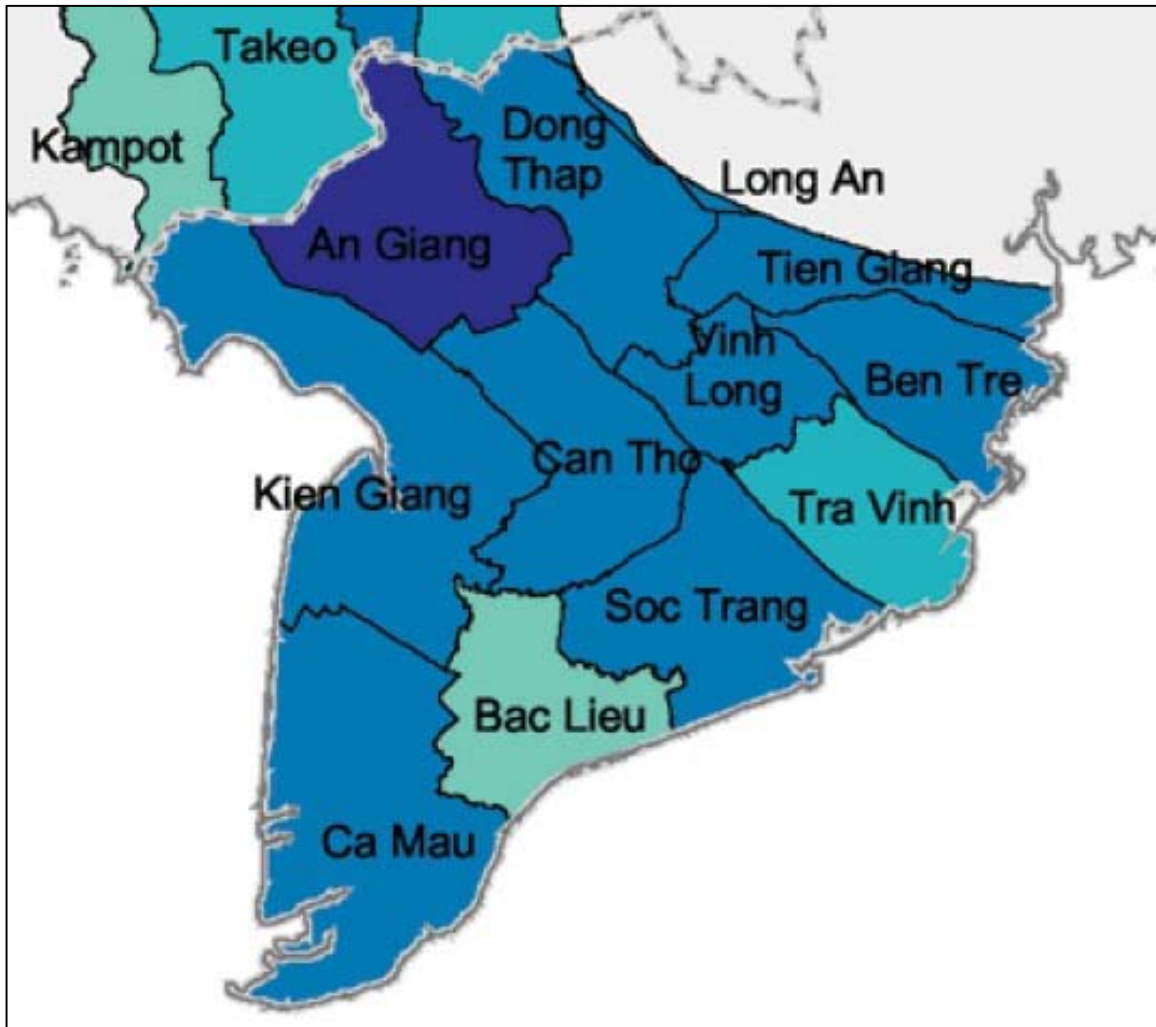 Takeo
Kampot
Dong
Thap
Long An
An Giang
Tien Giang
Vinh
Long
Ben Tre
Can Tho
Kien Giang
Tra Vinh
Soc Trang
Bac Lieu
Ca Mau